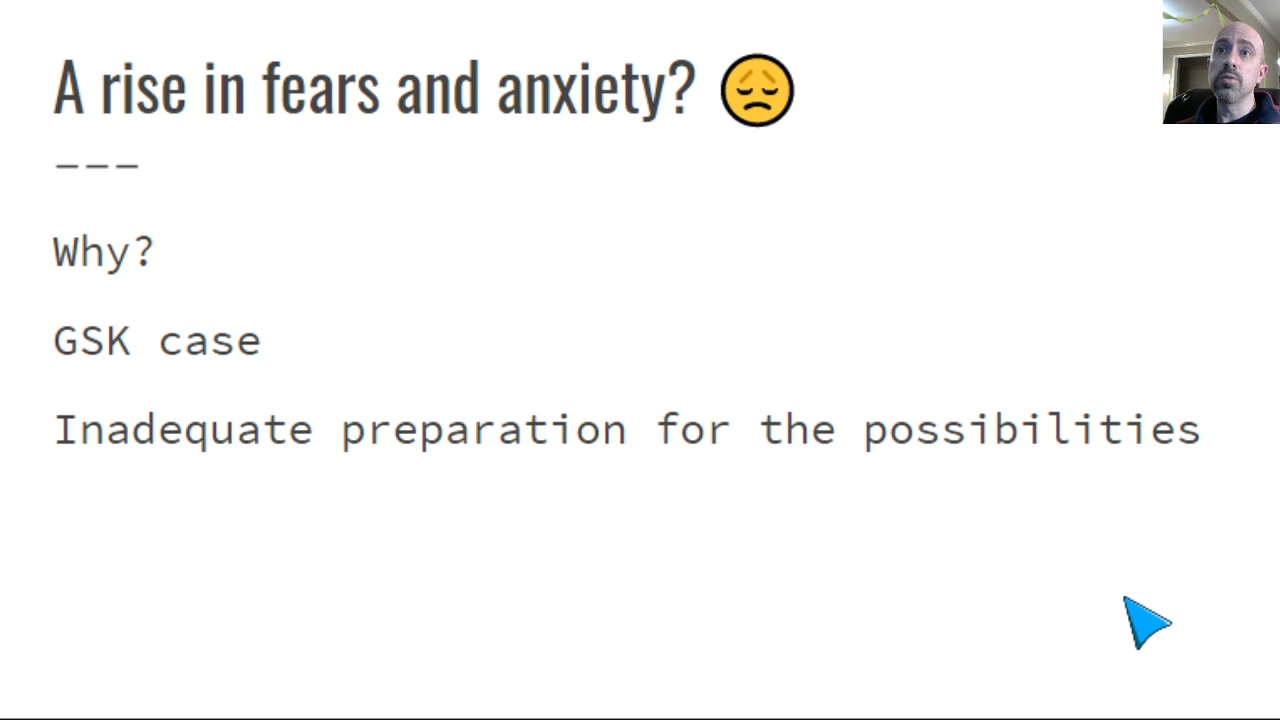 A rise in fears and anxiety? 😞
---
Why?
GSK case
Inadequate preparation for the possibilities